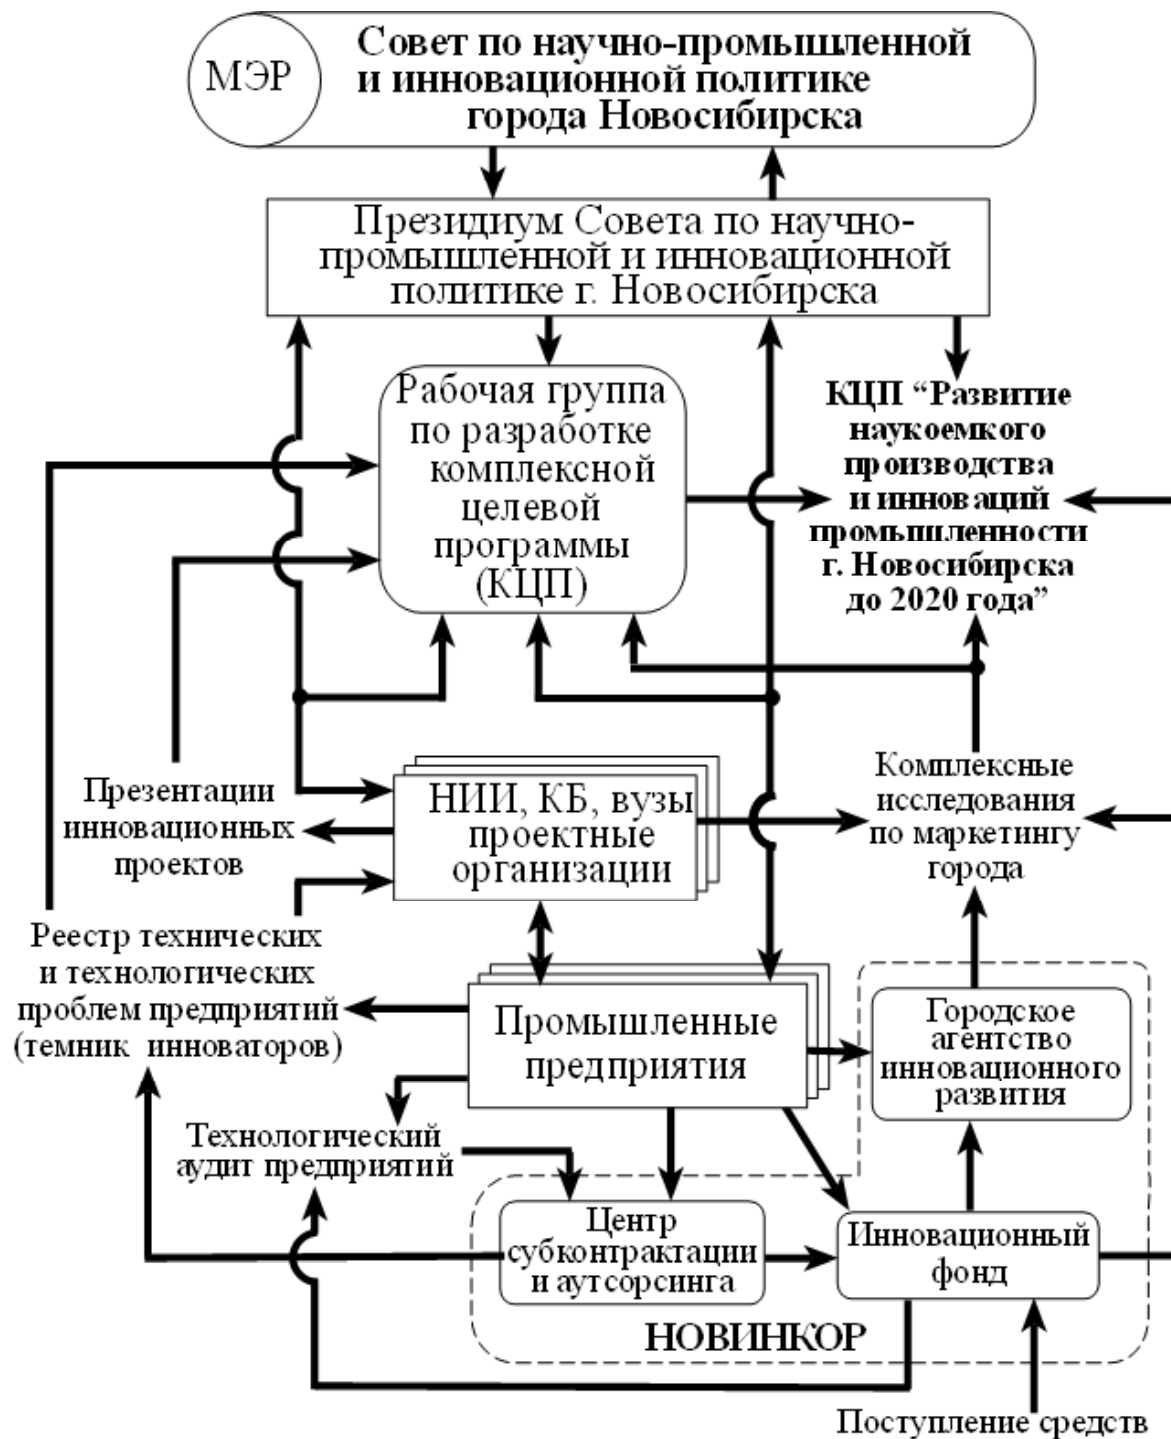 МЭР
Совет по научно-промышленной
и инновационной политике
города Новосибирска
Президиум Совета по научно-
промышленной и инновационной
политике г. Новосибирска
Рабочая группа
по разработке
комплексной
целевой
программы
(КЦП)
КЦП “Развитие
наукоемкого
производства
и инноваций
промышленности
г. Новосибирска
до 2020 года”
Презентации
инновационных
проектов
НИИ, КБ, вузы
проектные
организации
Комплексные
исследования
по маркетингу
города
Реестр технических
и технологических
проблем предприятий
(темник инноваторов)
Промышленные
предприятия
Городское
агентство
инновационного
развития
Технологический
аудит предприятий
Центр
субконтрактации
и аутсорсинга
Инновационный
фонд
НОВИНКОР
Поступление средств